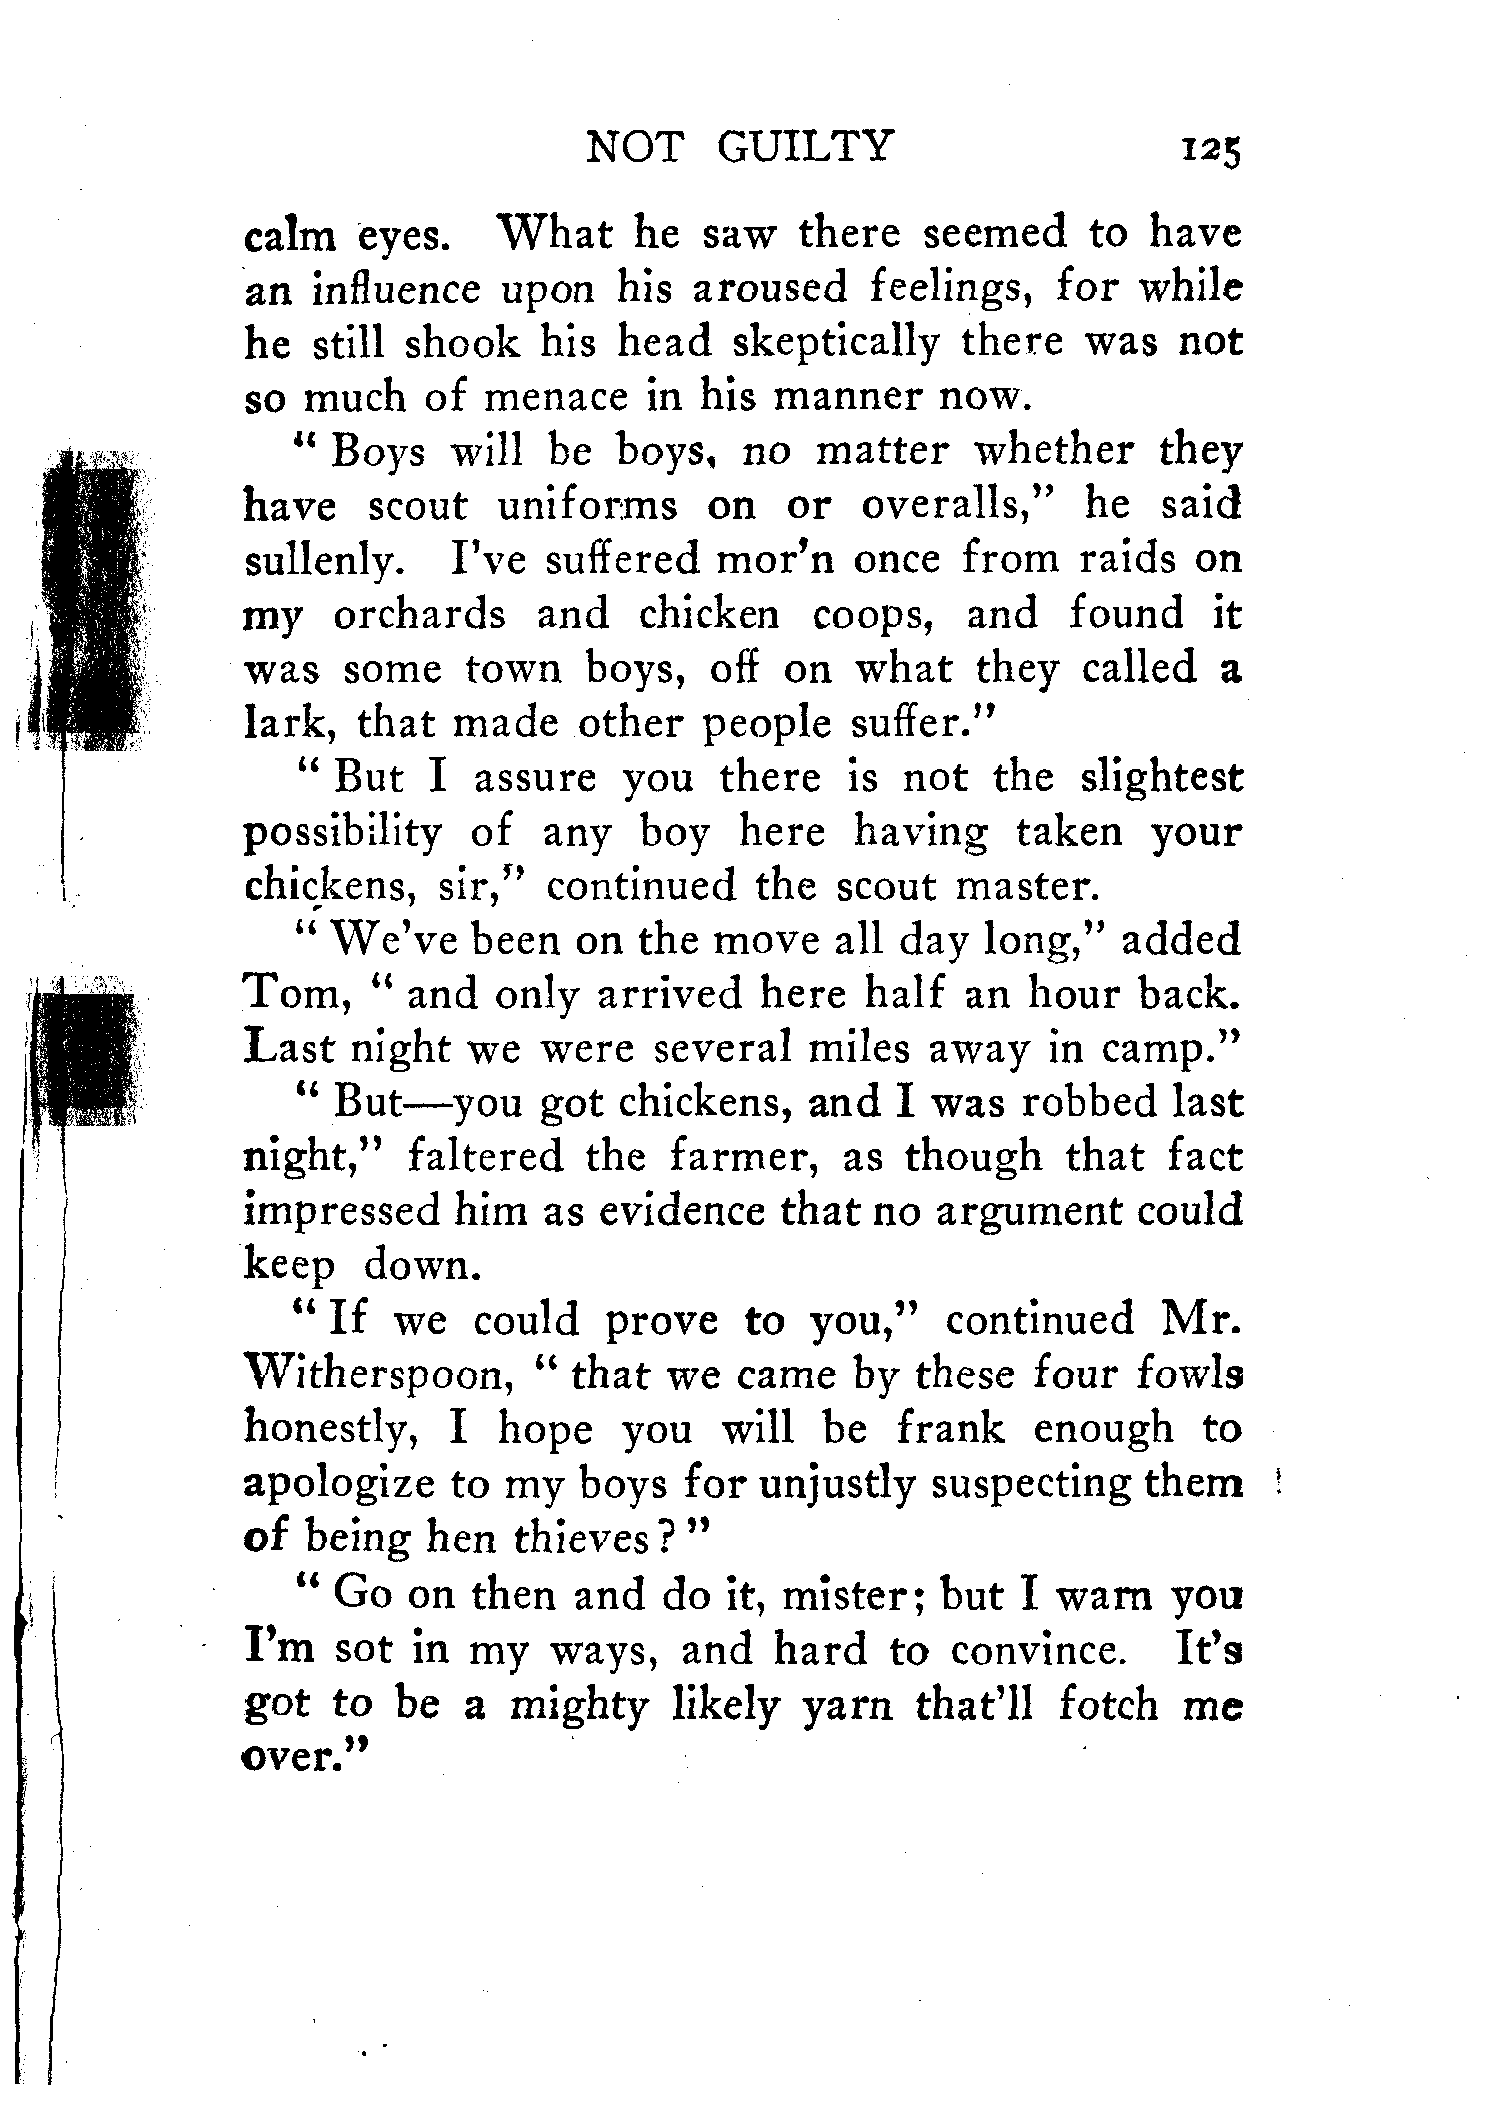 NOT GUILTY 125
calm eyes. What he saw there seemed to have
an influence upon his aroused feelings, for while
he still shook his head skeptically there was not
so much of menace in his manner now.
" Boys will be boys, no matter whether they
have scout uniforms on or overalls," he said
sullenly. I've suffered mor'n once from raids on
my orchards and chicken coops, and found it
was some town boys, off on what they called a
lark, that made other people suffer."
" But I assure you there is not the slightest
possibility of any boy here having taken your
chickens, sir," continued the scout master.
" We've been on the move all day long," added
Tom, " and only arrived here half an hour back.
Last night we were several miles away in camp."
" But—you got chickens, and I was robbed last
night," faltered the farmer, as though that fact
impressed him as evidence that no argument could
keep down.
" If we could prove to you," continued Mr.
Witherspoon, " that we came by these four fowls
honestly, I hope you will be frank enough to
apologize to my boys for unjustly suspecting them
of being hen thieves? "
" Go on then and do it, mister; but I warn you
I'm sot in my ways, and hard to convince. It's
got to be a mighty likely yarn that'll fotch me
over."